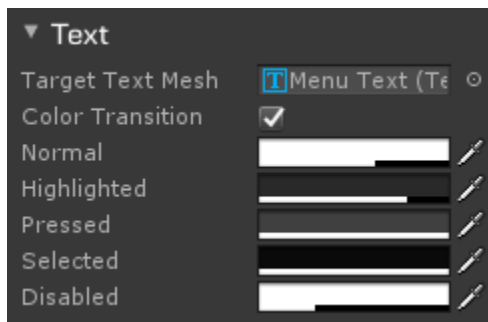 Text
Target Text Mesh T Menu Text (Te
Color Transition
Normal
Highlighted
Pressed
Selected
Disabled